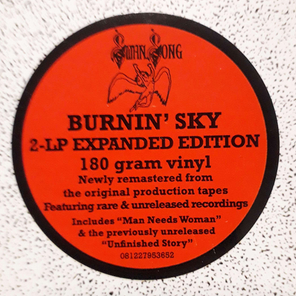 Swan Song
BURNIN' SKY
2-LP EXPANDED EDITION
180 gram vinyl
Newly remastered from
the original production tapes
Featuring rare & unreleased recordings
Includes "Man Needs Woman"
& the previously unreleased
"Unfinished Story"
081227953652